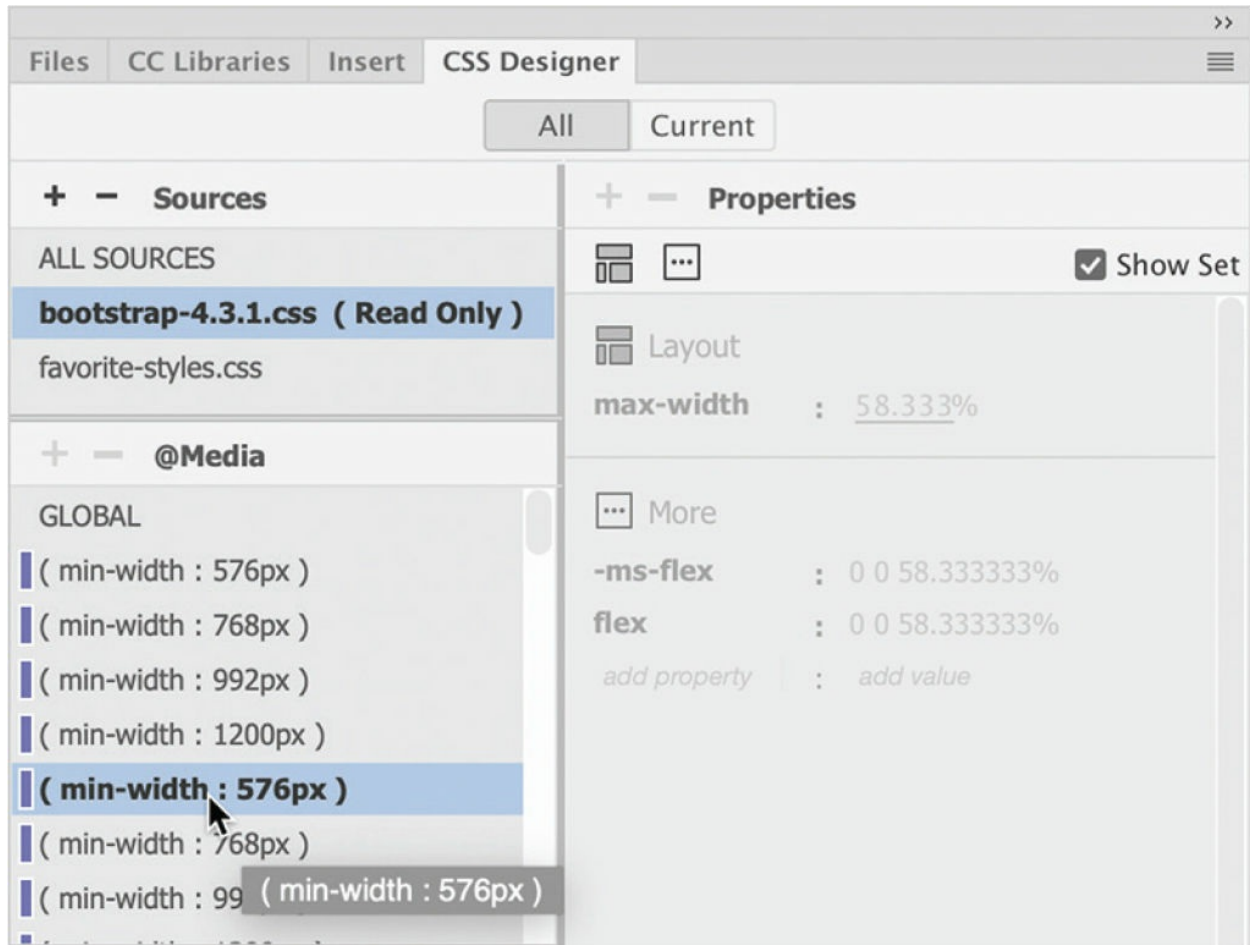 >>
Files CC Libraries Insert CSS Designer
All Current
+ − Sources
ALL SOURCES
bootstrap-4.3.1.css ( Read Only )
favorite-styles.css
+ − @Media
GLOBAL
( min-width : 576px )
( min-width : 768px )
( min-width : 992px )
( min-width : 1200px )
( min-width : 576px )
( min-width : 768px )
( min-width : 99
( min-width : 576px )
+ − Properties
Show Set
Layout
max-width : 58.333%
More
-ms-flex : 0 0 58.333333%
flex : 0 0 58.333333%
add property : add value